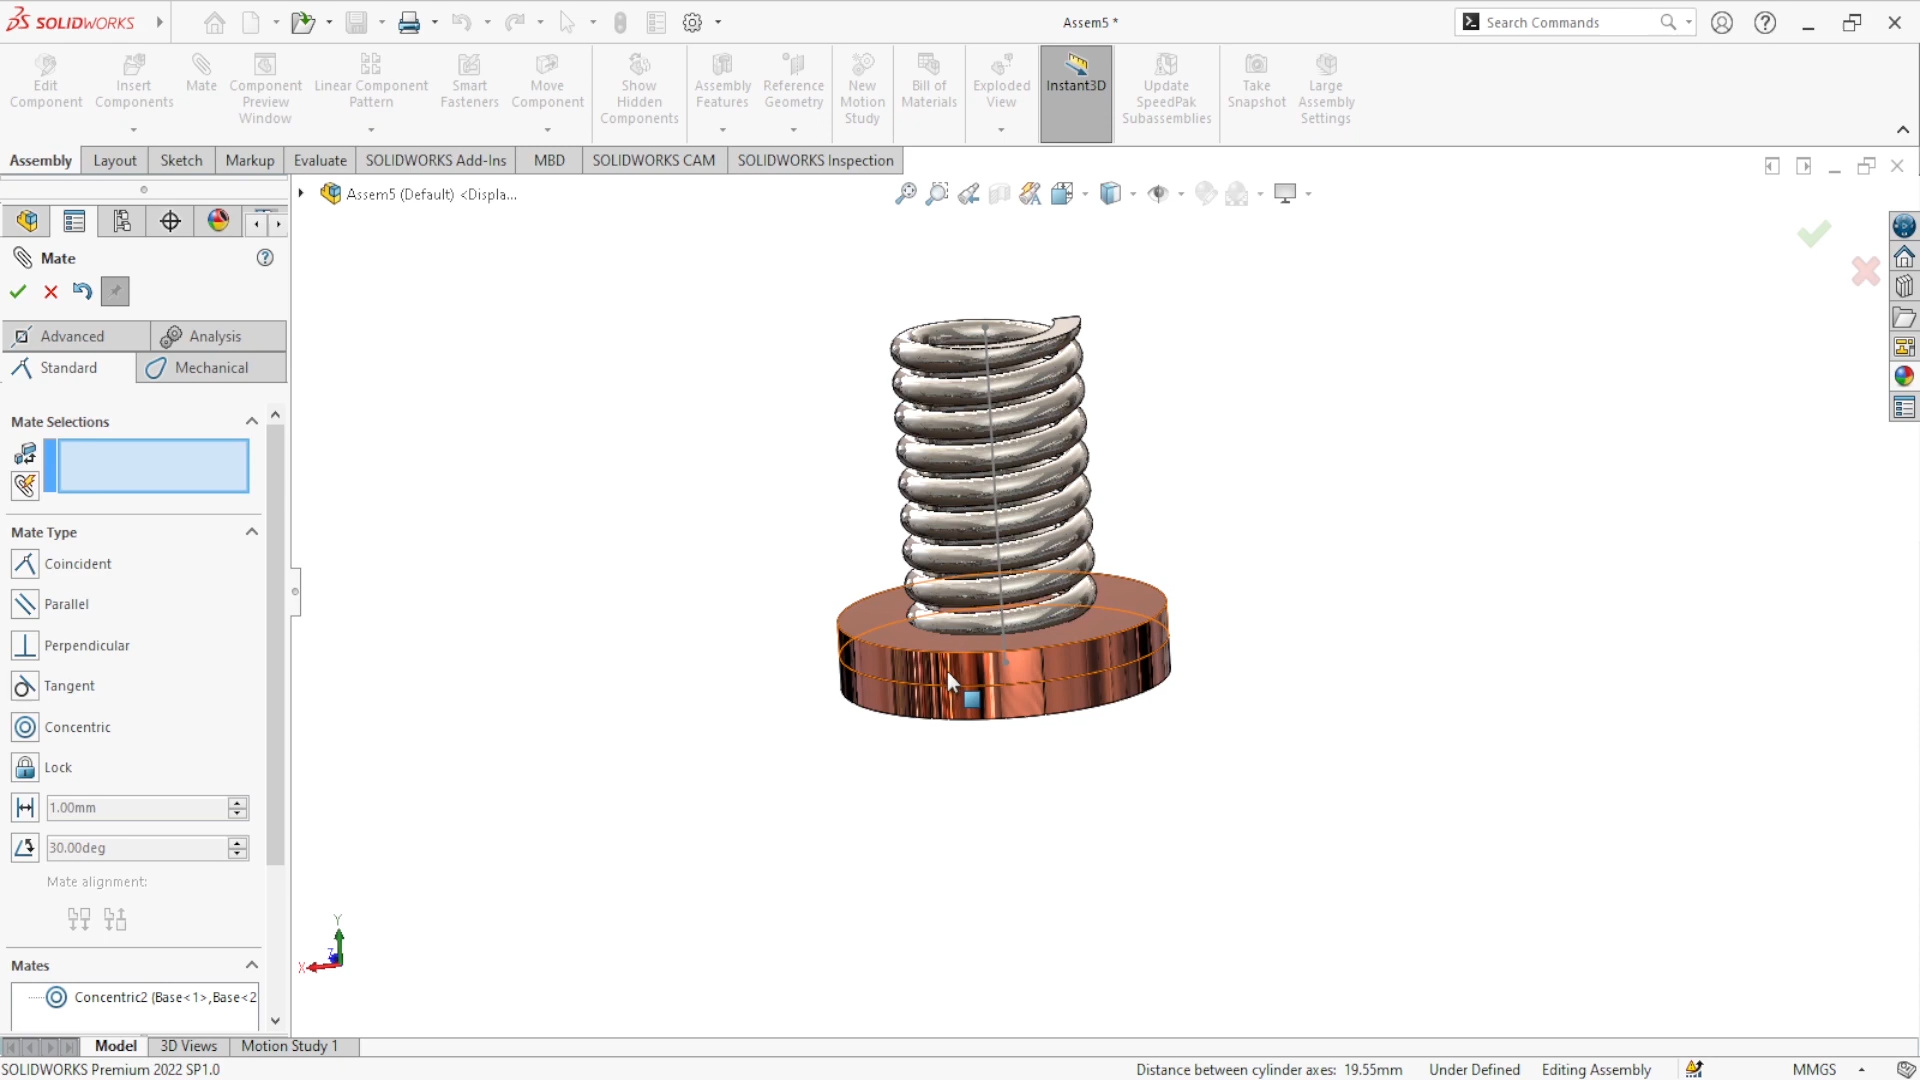 SOLIDWORKS
Assem5 *
Search Commands
Edit Component
Insert Components
Mate
Component Preview Window
Linear Component Pattern
Smart Fasteners
Move Component
Show Hidden Components
Assembly Features
Reference Geometry
New Motion Study
Bill of Materials
Exploded View
Instant3D
Update SpeedPak Subassemblies
Take Snapshot
Large Assembly Settings
Assembly
Layout
Sketch
Markup
Evaluate
SOLIDWORKS Add-Ins
MBD
SOLIDWORKS CAM
SOLIDWORKS Inspection
Assem5 (Default) <Displa...
Mate
Advanced
Analysis
Standard
Mechanical
Mate Selections
Mate Type
Coincident
Parallel
Perpendicular
Tangent
Concentric
Lock
1.00mm
30.00deg
Mate alignment:
Mates
Concentric2 (Base<1>,Base<2
Y
Z
X
Model
3D Views
Motion Study 1
SOLIDWORKS Premium 2022 SP1.0
Distance between cylinder axes: 19.55mm
Under Defined
Editing Assembly
MMGS